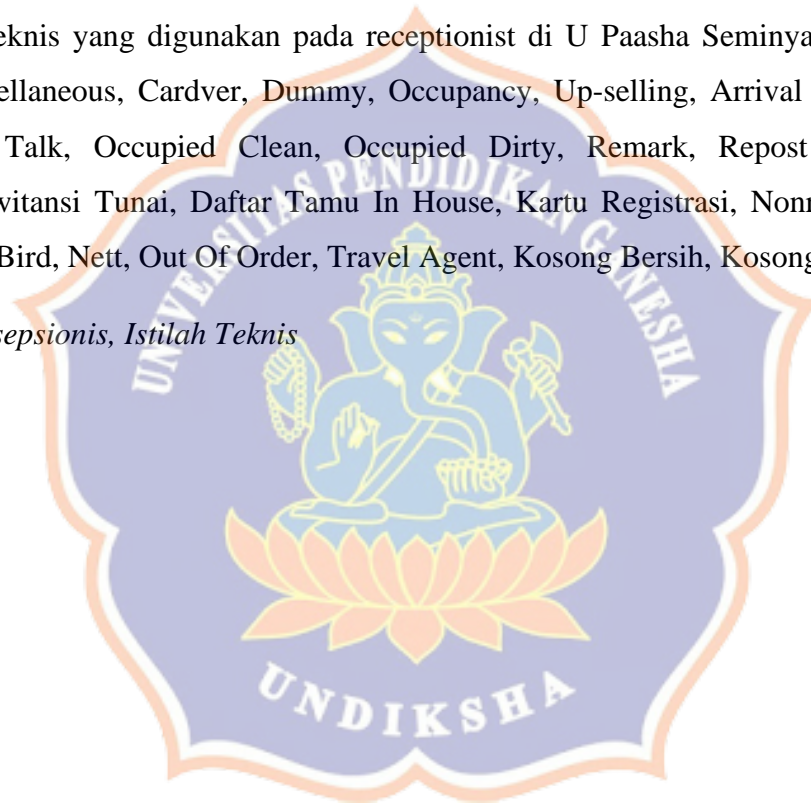 eknis yang digunakan pada receptionist di U Paasha Seminya
ellaneous, Cardver, Dummy, Occupancy, Up-selling, Arrival
Talk, Occupied Clean, Occupied Dirty, Remark, Repost
witansi Tunai, Daftar Tamu In House, Kartu Registrasi, Nonr
Bird, Nett, Out Of Order, Travel Agent, Kosong Bersih, Kosong
sepsionis, Istilah Teknis
UNIVERSITAS PENDIDIKAN GANESHA
UNDIKSHA